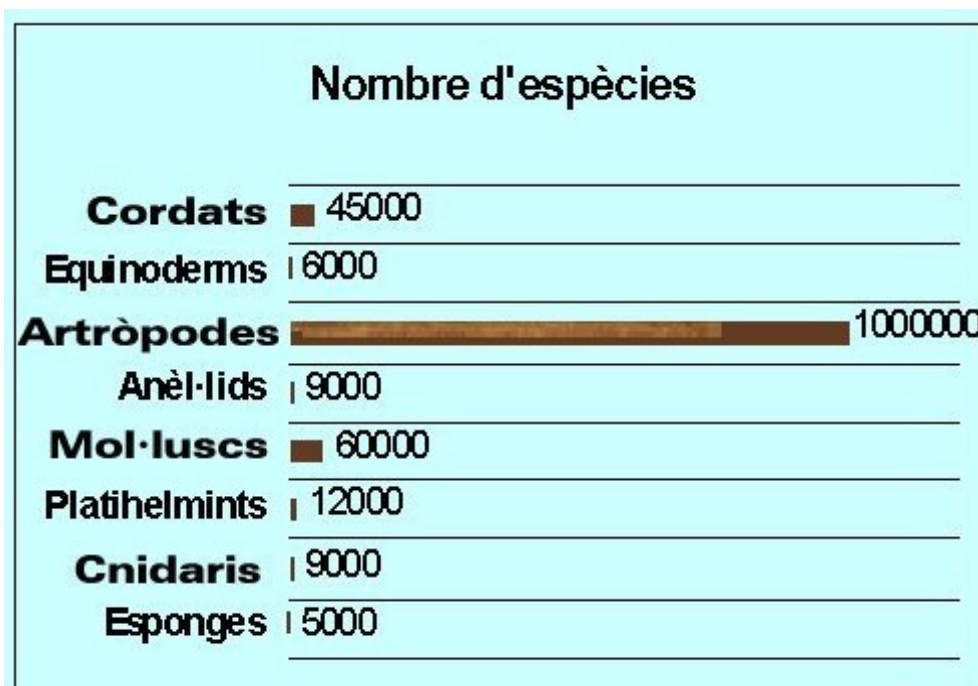 Nombre d'espècies
Cordats 45000
Equinoderms 6000
Artròpodes 1000000
Anèl·lids 9000
Mol·luscs 60000
Platihelmints 12000
Cnidaris 9000
Esponges 5000